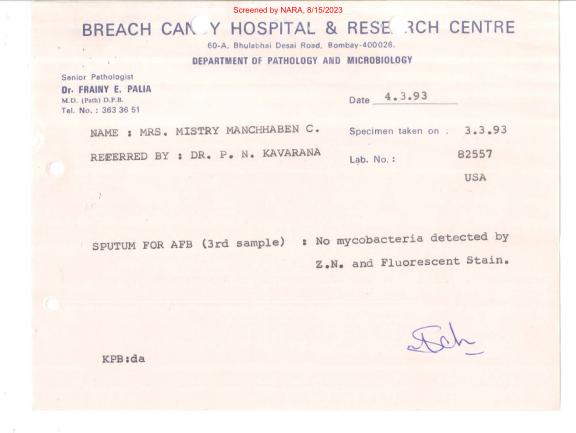 Screened by NARA, 8/15/2023
BREACH CAN Y HOSPITAL & RESE RCH CENTRE
60-A, Bhulabhai Desai Road, Bombay-400026.
DEPARTMENT OF PATHOLOGY AND MICROBIOLOGY
Senior Pathologist
Dr. FRAINY E. PALIA
M.D. (Path) D.P.B.
Tel. No. : 363 36 51
Date 4.3.93
NAME : MRS. MISTRY MANCHHABEN C.
Specimen taken on : 3.3.93
REFERRED BY : DR. P. N. KAVARANA
Lab. No. : 82557
USA
SPUTUM FOR AFB (3rd sample) : No mycobacteria detected by
Z.N. and Fluorescent Stain.
KPB:da